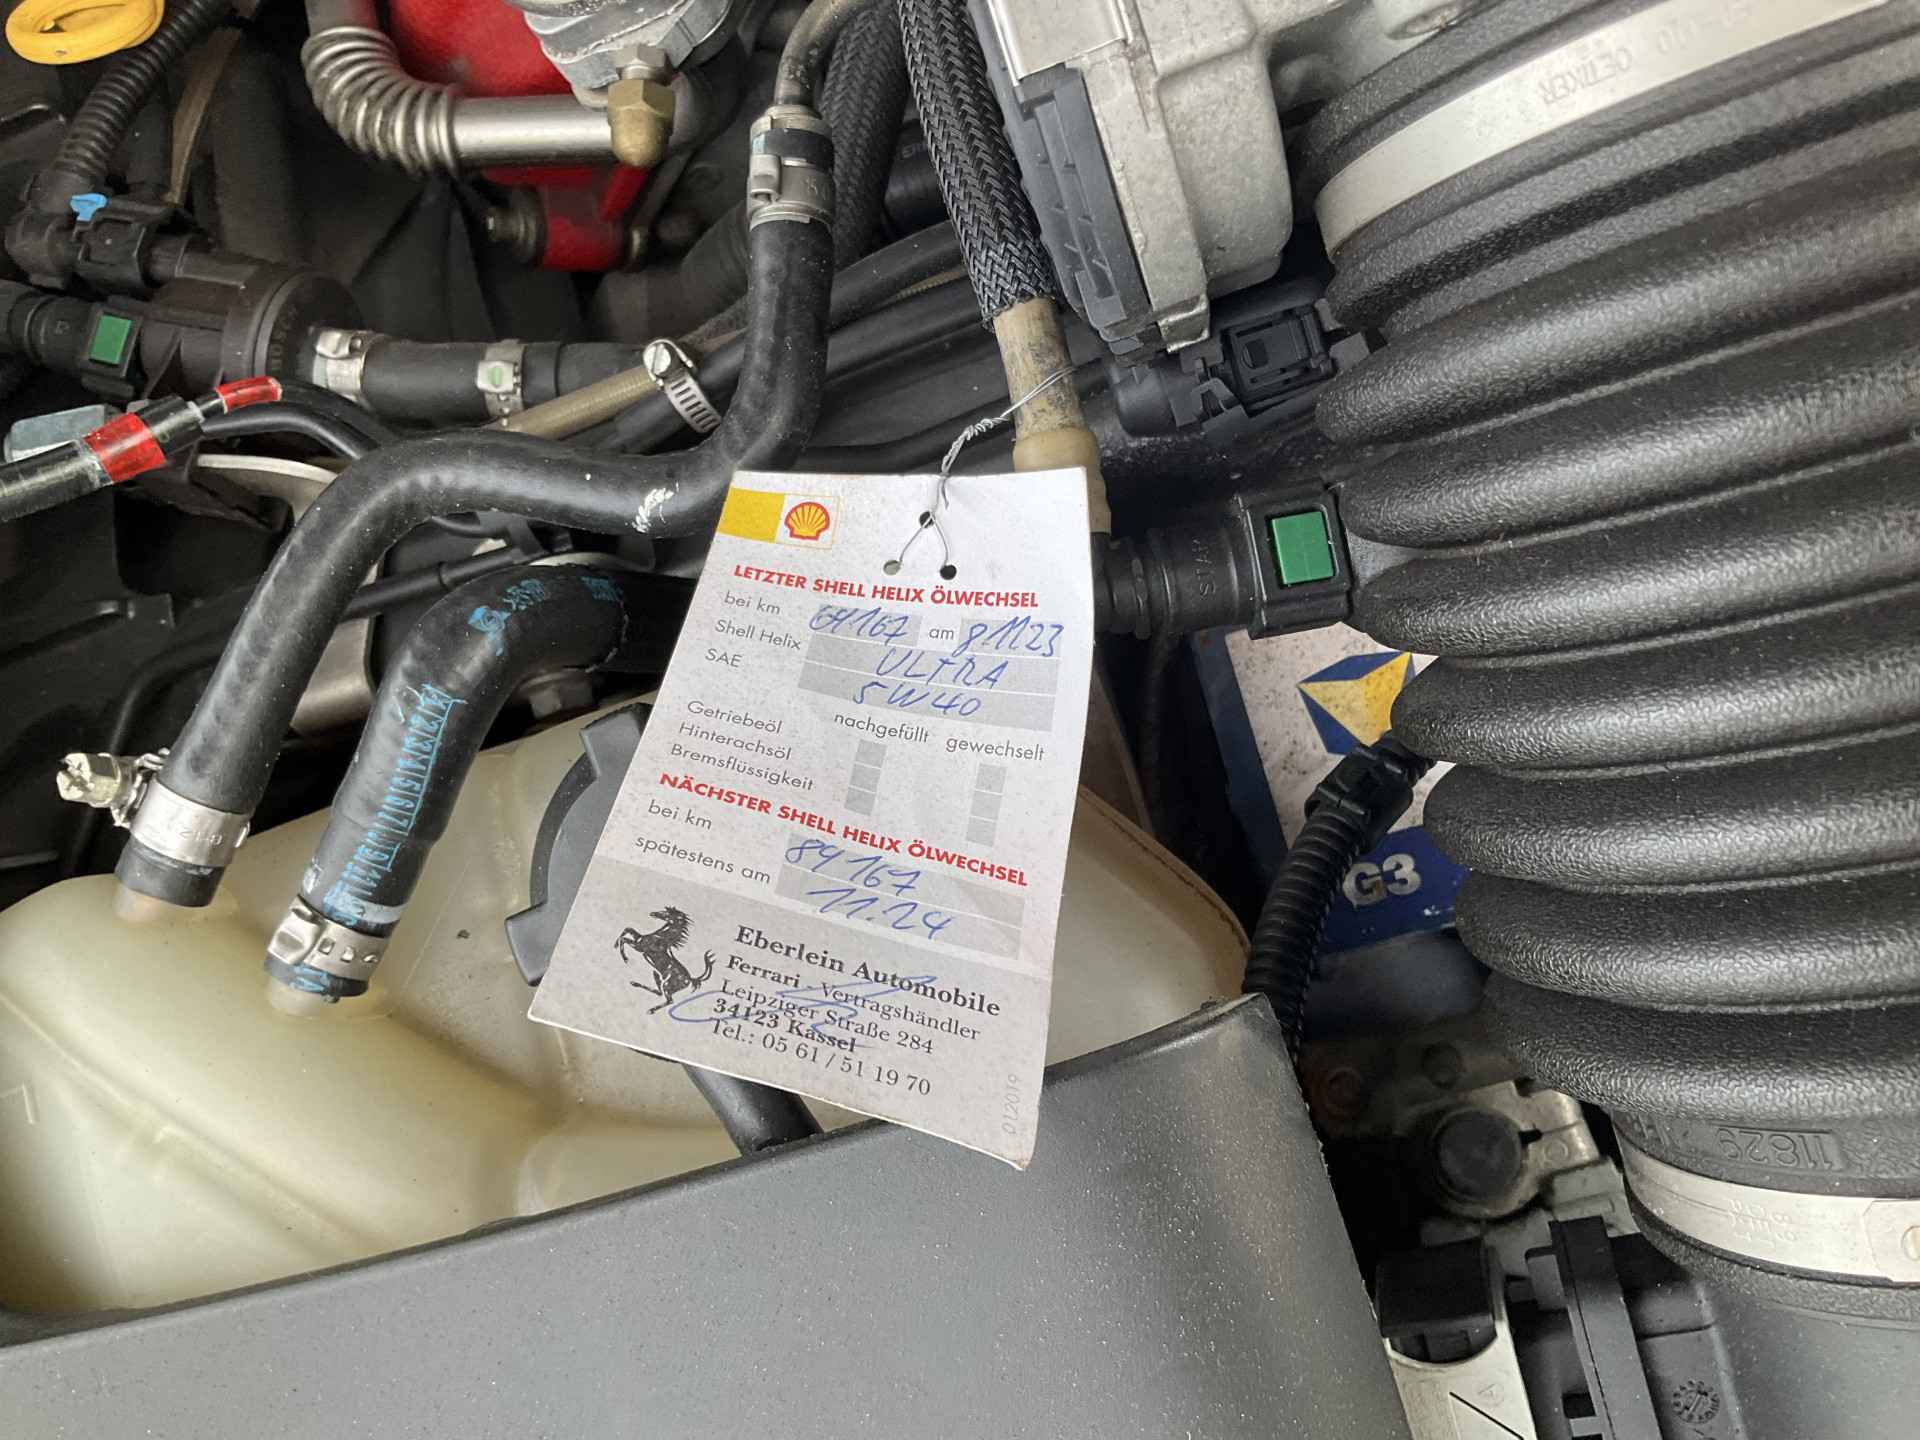 OETIKER
LETZTER SHELL HELIX ÖLWECHSEL
bei km 64167 am 8.11.23
Shell Helix ULTRA
SAE 5W40
nachgefüllt gewechselt
Getriebeöl
Hinterachsöl
Bremsflüssigkeit
NÄCHSTER SHELL HELIX ÖLWECHSEL
bei km 84167
spätestens am 11.24
Eberlein Automobile
Ferrari - Vertragshändler
Leipziger Straße 284
34123 Kassel
Tel.: 05 61 / 51 19 70
012019
G3
11829